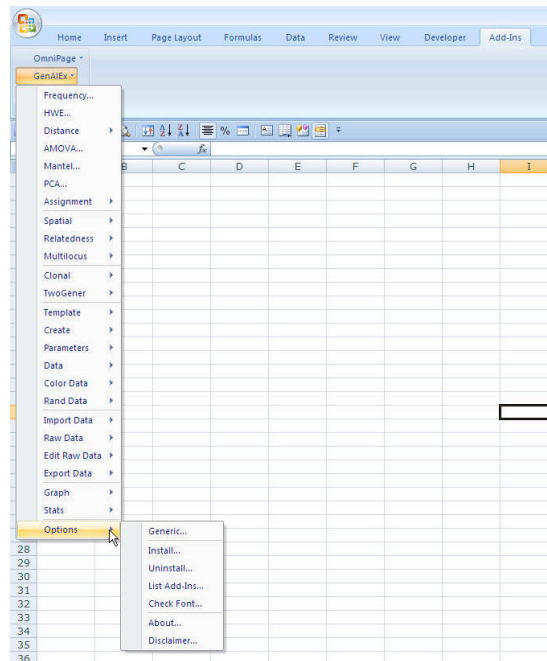 Home Insert Page Layout Formulas Data Review View Developer Add-Ins
OmniPage
GenAlEx
Frequency...
HWE...
Distance
AMOVA...
Mantel...
PCA...
Assignment
Spatial
Relatedness
Multilocus
Clonal
TwoGener
Template
Create
Parameters
Data
Color Data
Rand Data
Import Data
Raw Data
Edit Raw Data
Export Data
Graph
Stats
Options
Generic...
Install...
Uninstall...
List Add-Ins...
Check Font...
About...
Disclaimer...
A Z Z A %
fx
B C D E F G H I
28
29
30
31
32
33
34
35
36